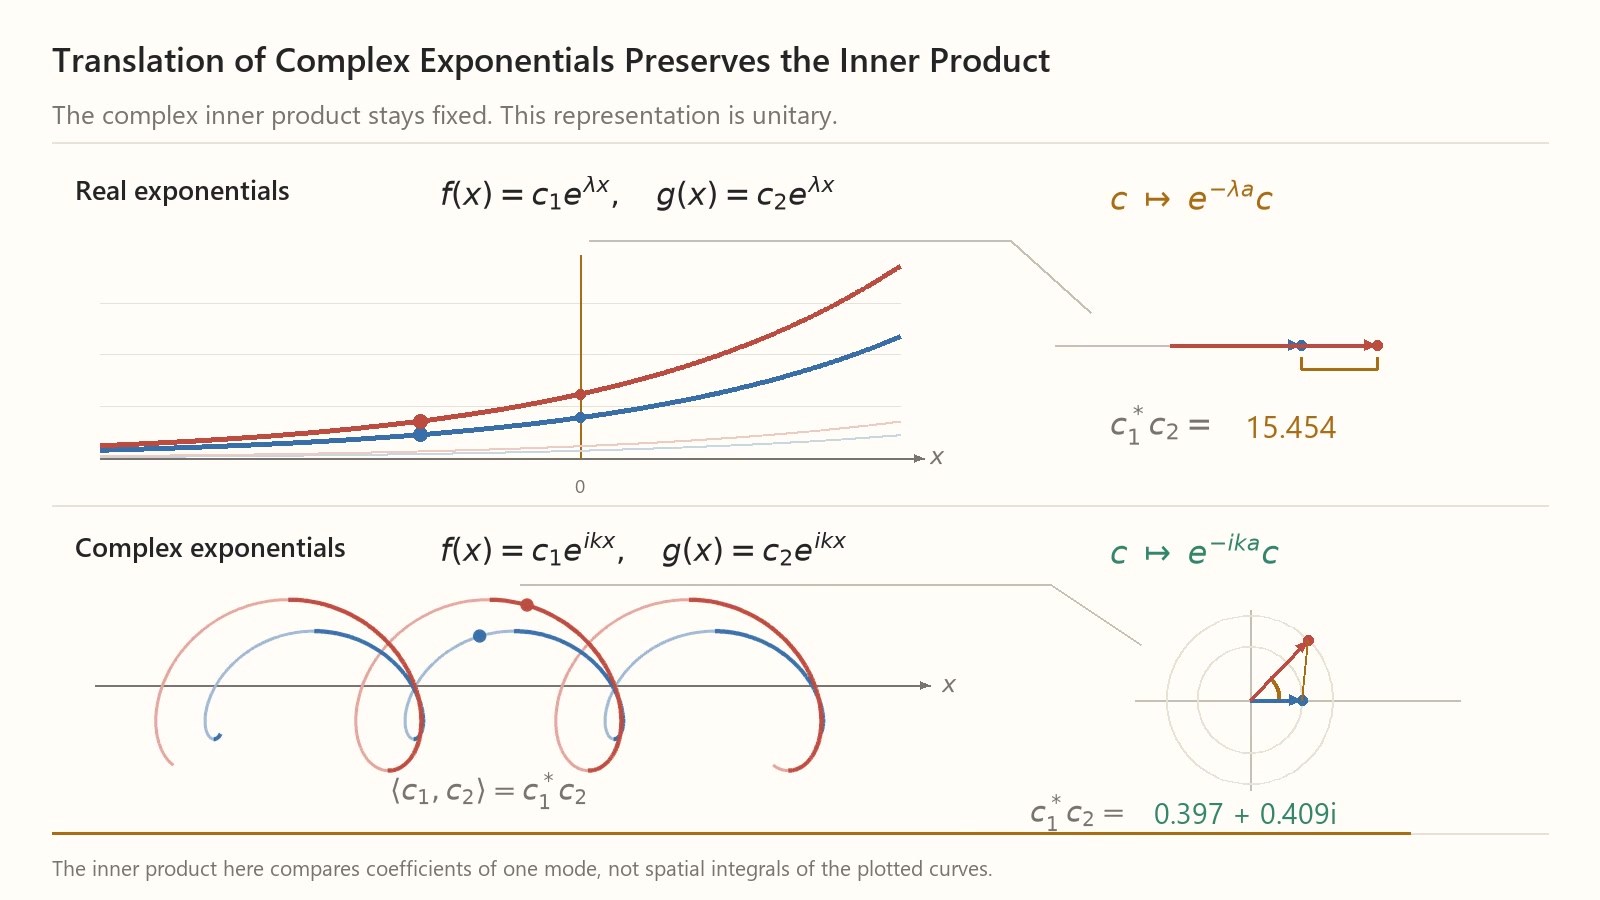 Translation of Complex Exponentials Preserves the Inner Product
The complex inner product stays fixed. This representation is unitary.
Real exponentials
f(x) = c₁e^{λx},   g(x) = c₂e^{λx}
c ↦ e^{−λa}c
c₁* c₂ = 15.454
x
0
Complex exponentials
f(x) = c₁e^{ikx},   g(x) = c₂e^{ikx}
c ↦ e^{−ika}c
x
⟨c₁, c₂⟩ = c₁* c₂
c₁* c₂ = 0.397 + 0.409i
The inner product here compares coefficients of one mode, not spatial integrals of the plotted curves.